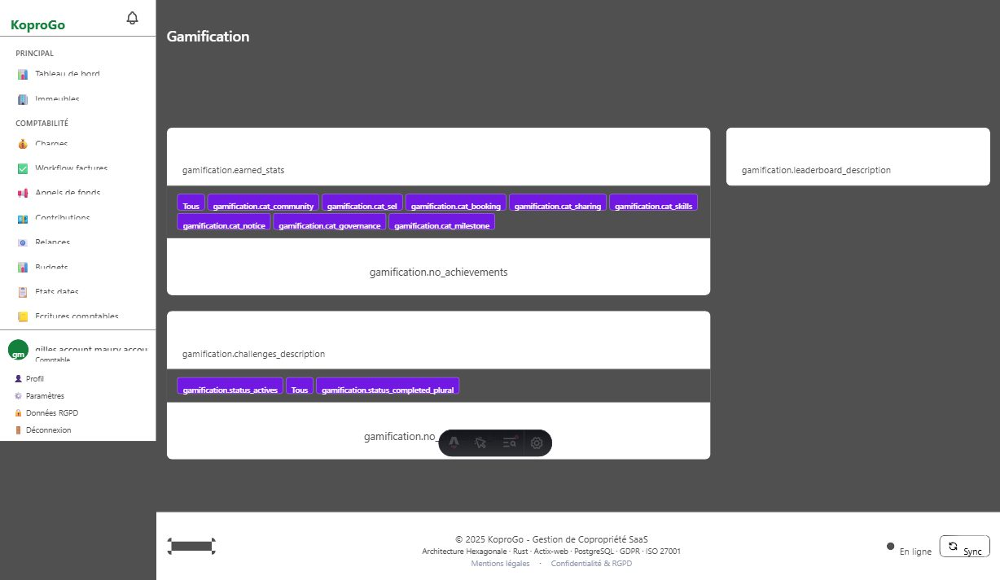 KoproGo
PRINCIPAL
Tableau de bord
Immeubles
COMPTABILITÉ
Charges
Workflow factures
Appels de fonds
Contributions
Relances
Budgets
Etats dates
Ecritures comptables
gm
gilles account maury accou
Comptable
Profil
Paramètres
Données RGPD
Déconnexion
Gamification
gamification.earned_stats
Tous gamification.cat_community gamification.cat_sel gamification.cat_booking gamification.cat_sharing gamification.cat_skills
gamification.cat_notice gamification.cat_governance gamification.cat_milestone
gamification.no_achievements
gamification.leaderboard_description
gamification.challenges_description
gamification.status_actives Tous gamification.status_completed_plural
gamification.no_
© 2025 KoproGo - Gestion de Copropriété SaaS
Architecture Hexagonale · Rust · Actix-web · PostgreSQL · GDPR · ISO 27001
Mentions légales · Confidentialité & RGPD
En ligne
Sync